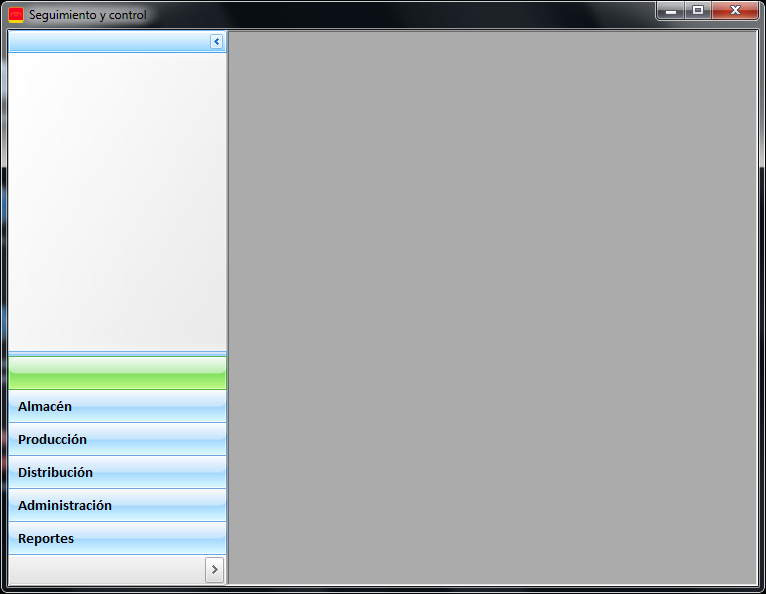 Seguimiento y control
Almacén
Producción
Distribución
Administración
Reportes